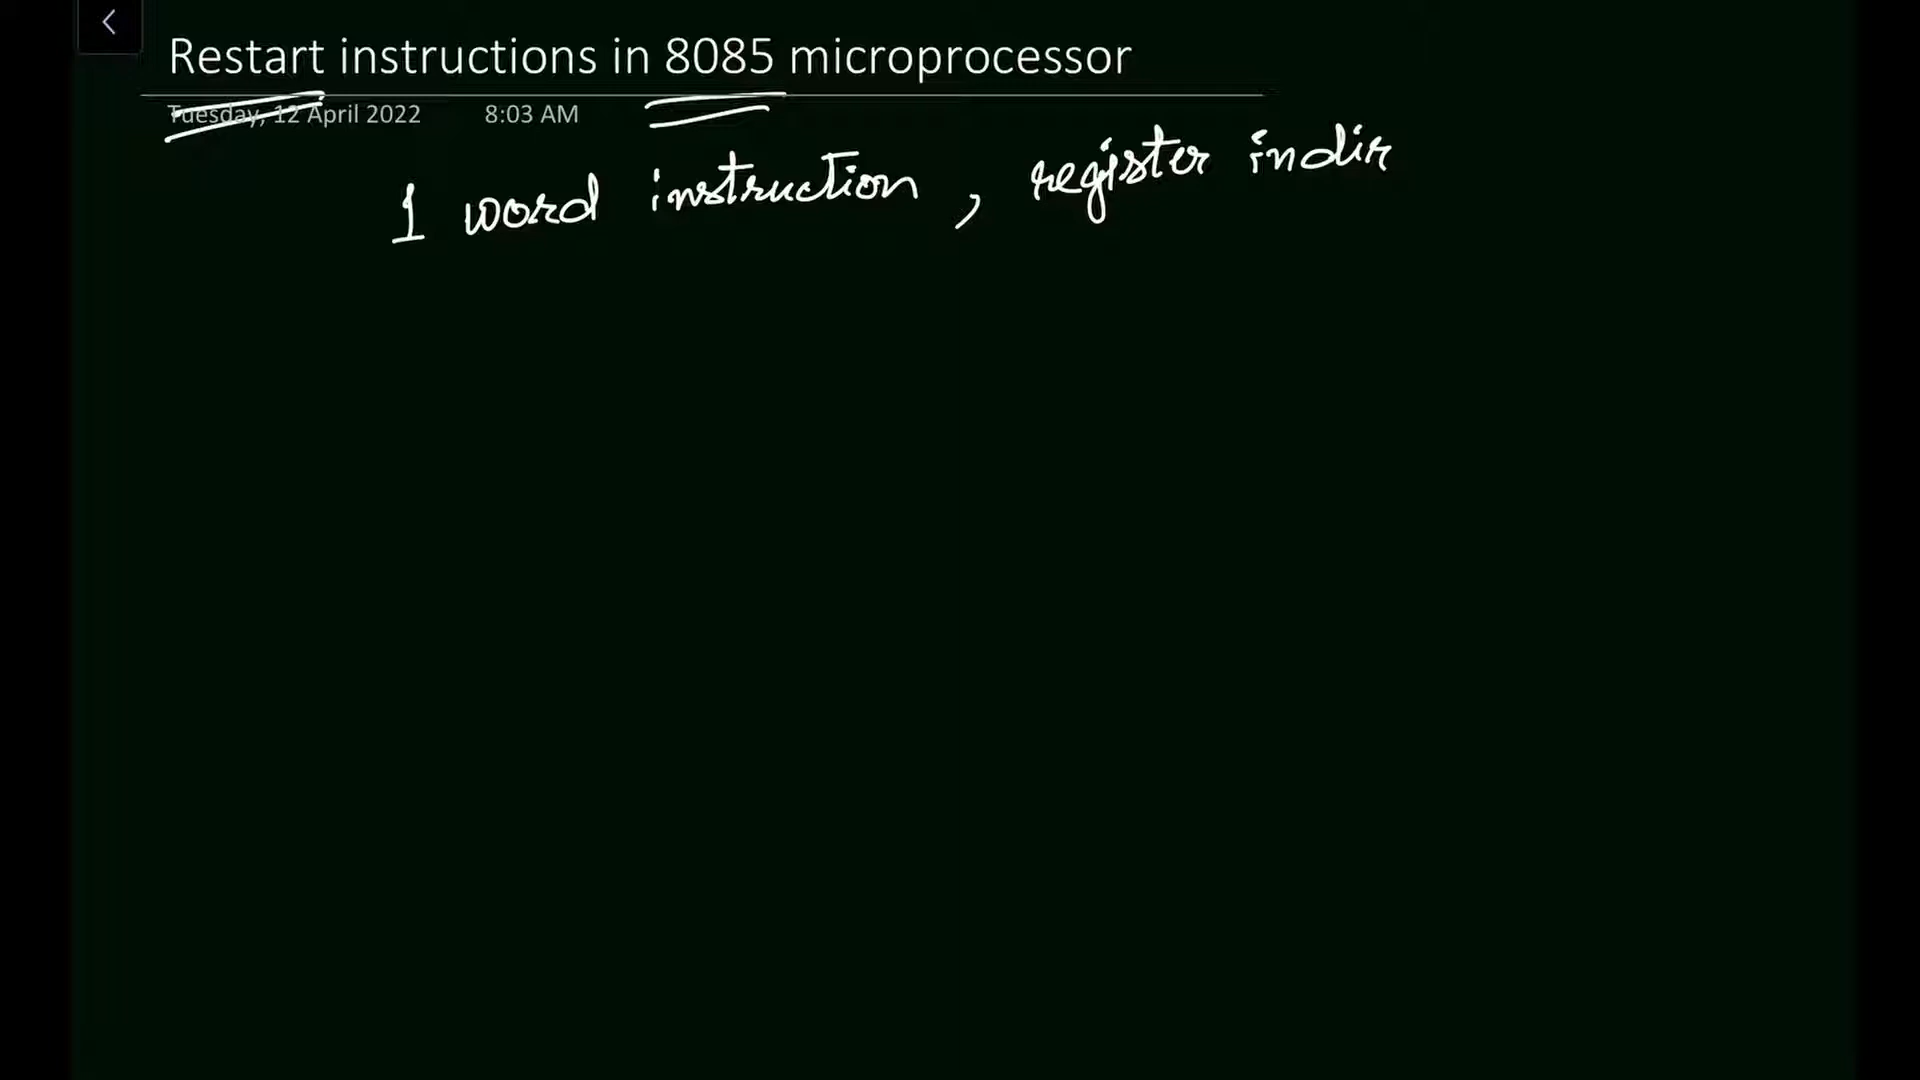 Restart instructions in 8085 microprocessor
Tuesday, 12 April 2022 8:03 AM
1 word instruction , register indir